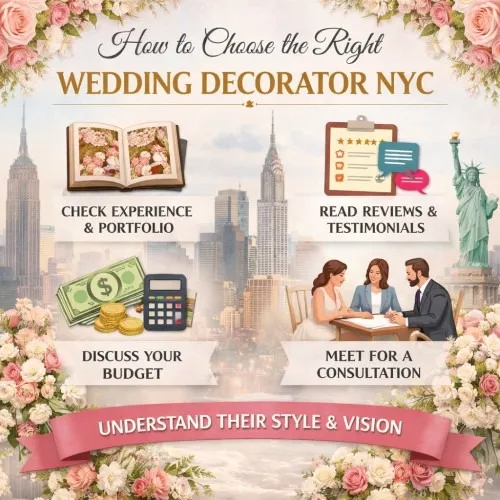 How to Choose the Right
WEDDING DECORATOR NYC
CHECK EXPERIENCE
& PORTFOLIO
READ REVIEWS &
TESTIMONIALS
$
DISCUSS YOUR
BUDGET
MEET FOR A
CONSULTATION
UNDERSTAND THEIR STYLE & VISION